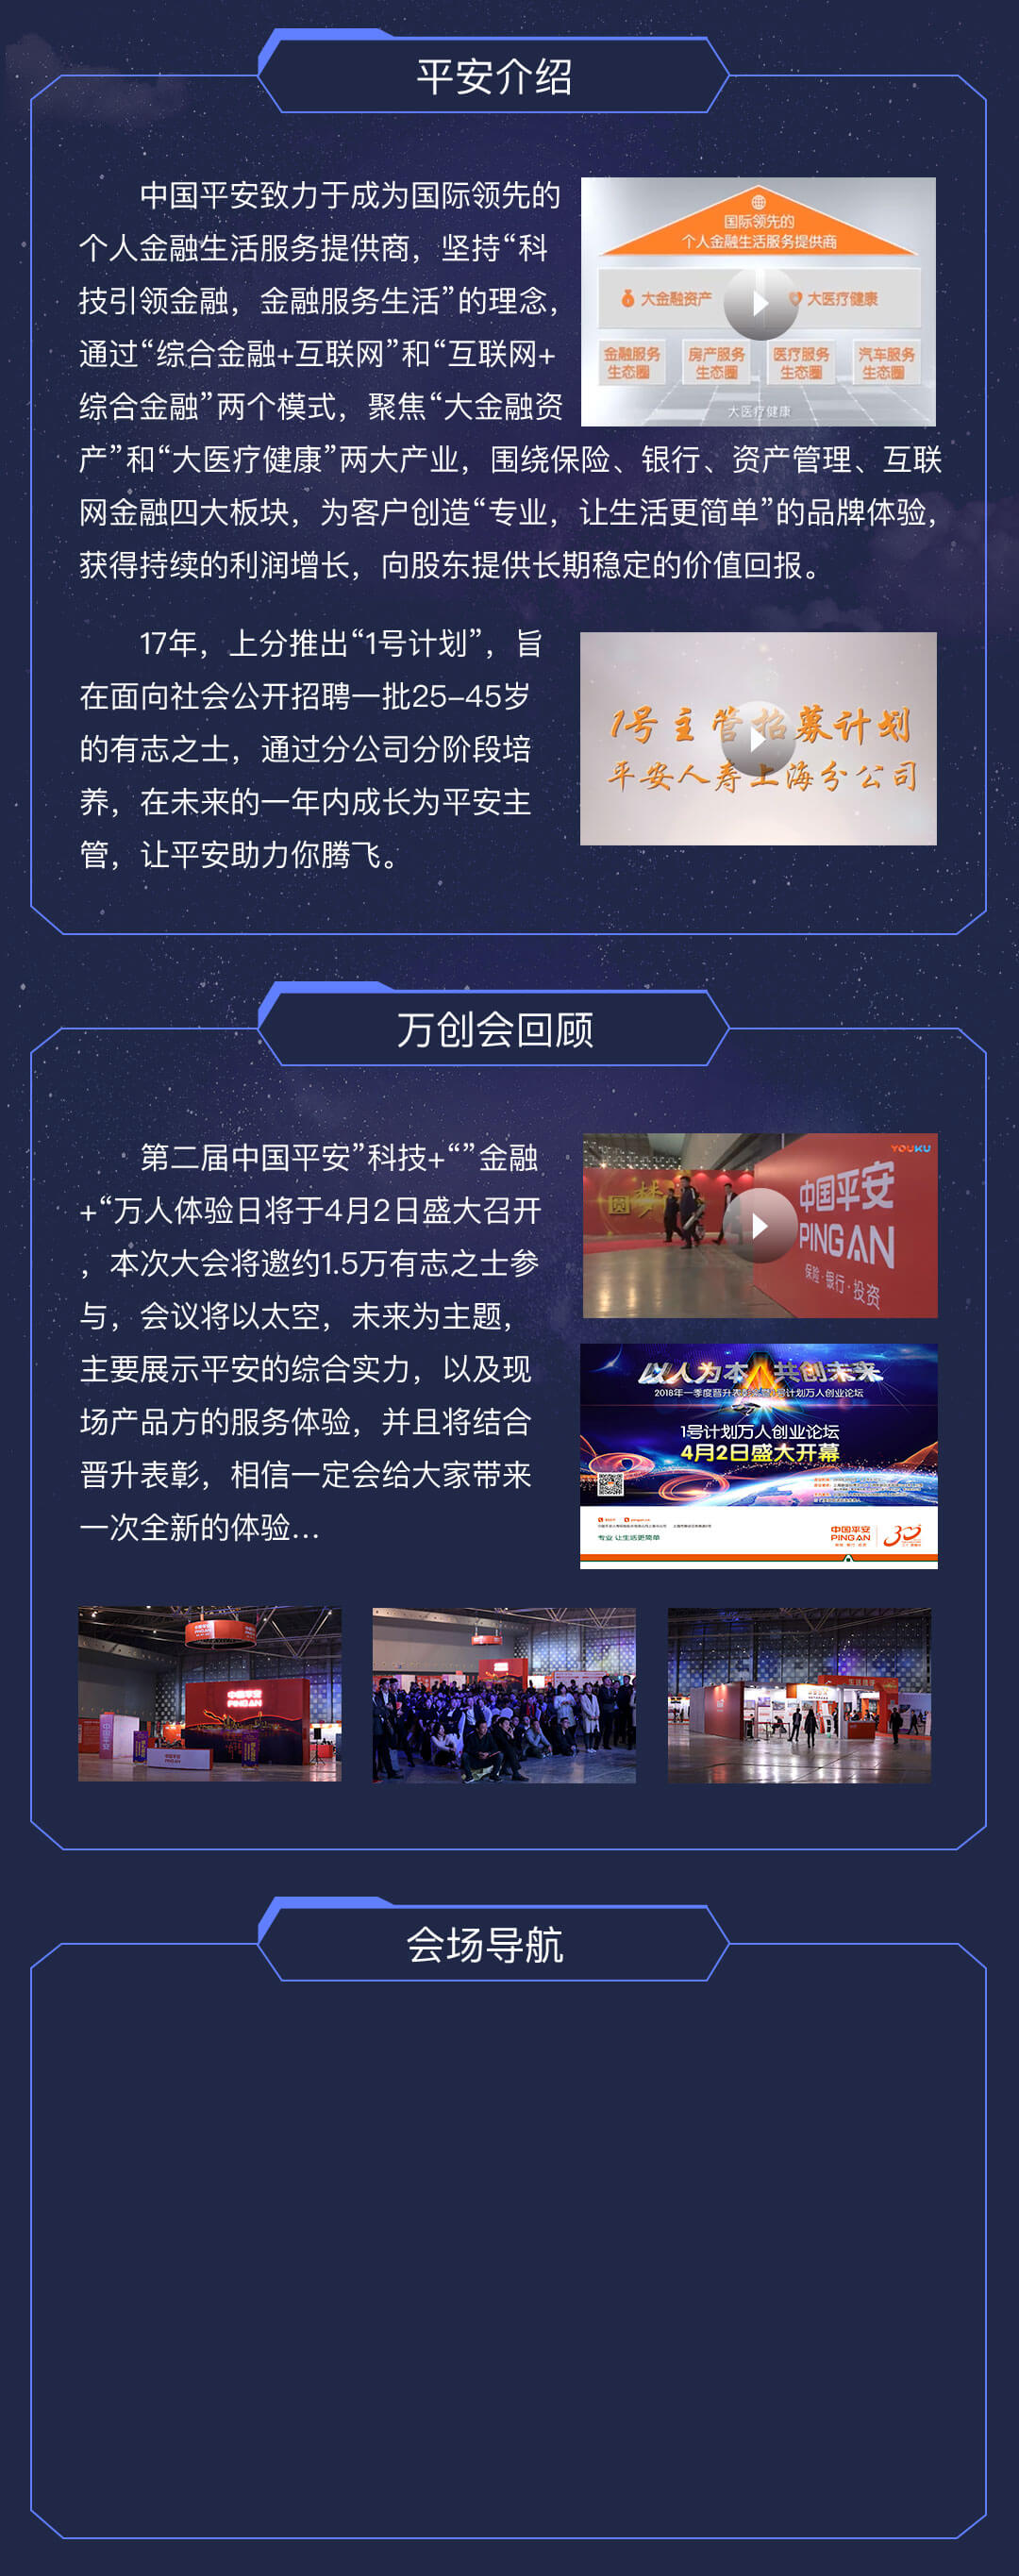 平安介绍
中国平安致力于成为国际领先的
个人金融生活服务提供商，坚持“科
技引领金融，金融服务生活”的理念，
通过“综合金融+互联网”和“互联网+
综合金融”两个模式，聚焦“大金融资
产”和“大医疗健康”两大产业，围绕保险、银行、资产管理、互联
网金融四大板块，为客户创造“专业，让生活更简单”的品牌体验，
获得持续的利润增长，向股东提供长期稳定的价值回报。
国际领先的
个人金融生活服务提供商
大金融资产 大医疗健康
金融服务 房产服务 医疗服务 汽车服务
生态圈 生态圈 生态圈 生态圈
大医疗健康
17年，上分推出“1号计划”，旨
在面向社会公开招聘一批25-45岁
的有志之士，通过分公司分阶段培
养，在未来的一年内成长为平安主
管，让平安助力你腾飞。
1号主管招募计划
平安人寿上海分公司
万创会回顾
第二届中国平安”科技+“”金融
+“万人体验日将于4月2日盛大召开
，本次大会将邀约1.5万有志之士参
与，会议将以太空，未来为主题，
主要展示平安的综合实力，以及现
场产品方的服务体验，并且将结合
晋升表彰，相信一定会给大家带来
一次全新的体验...
YOUKU
圆梦
中国平安
PING AN
保险·银行·投资
以人为本 共创未来
2018年一季度晋升表
号计划万人创业论坛
1号计划万人创业论坛
4月2日盛大开幕
专业 让生活更简单
中国平安
PING AN
30
中国平安
PING AN
中国平安
会场导航